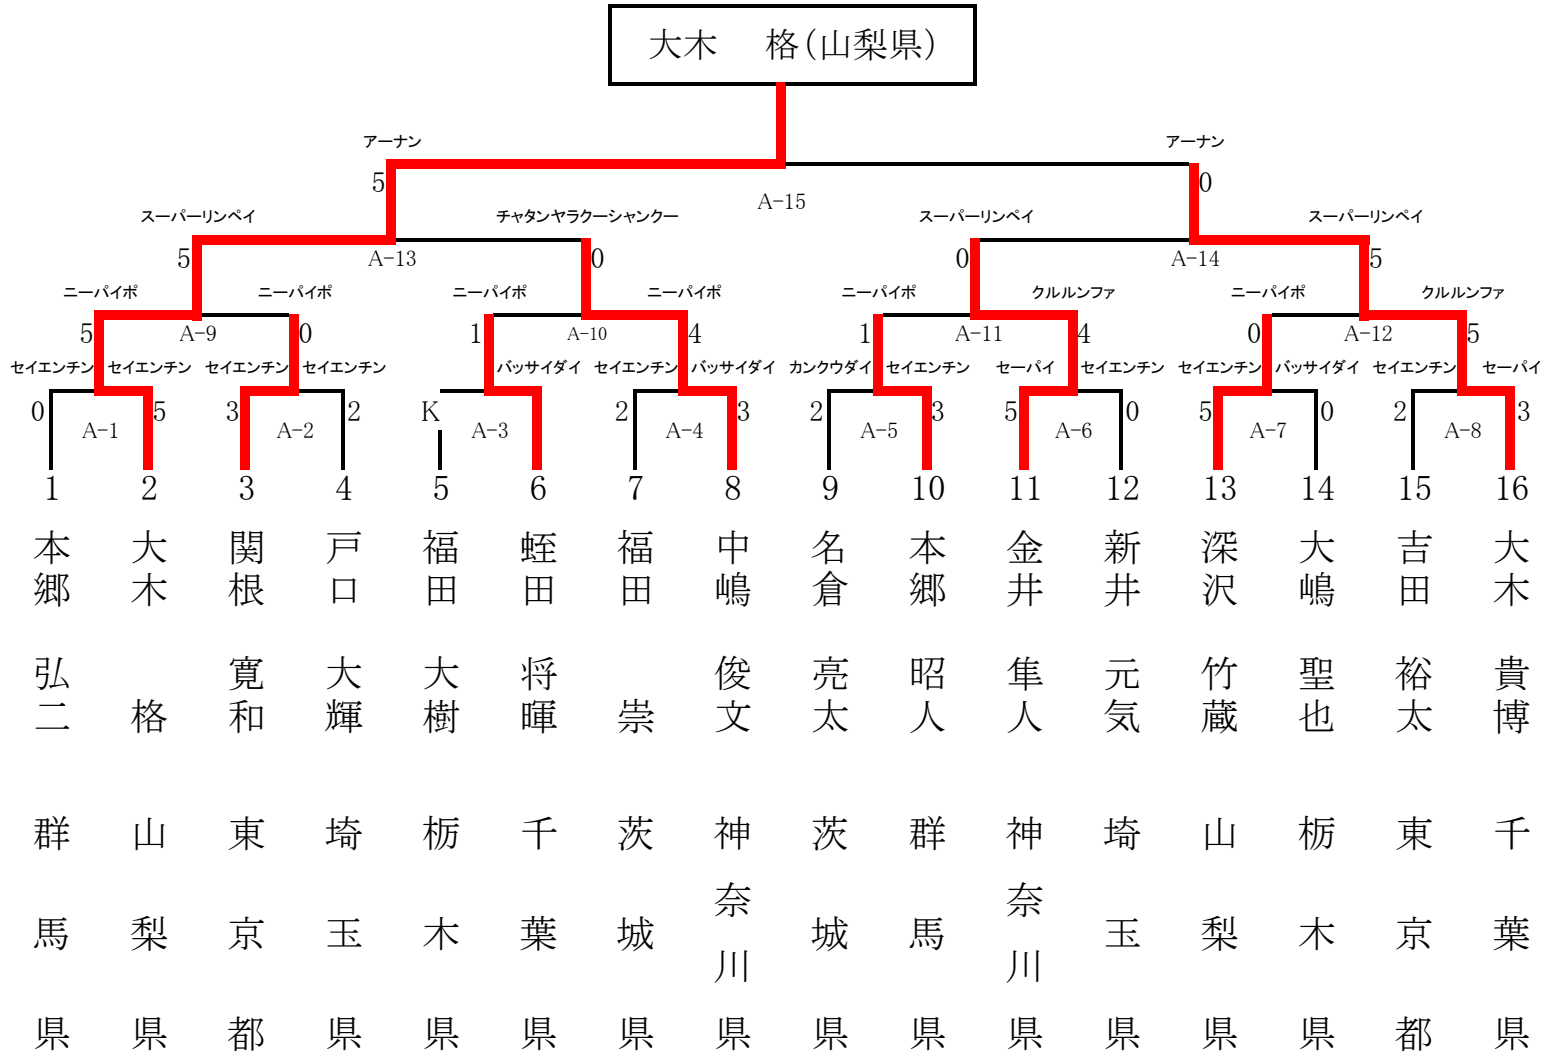 大木　格(山梨県)
アーナン アーナン
5 0
A-15
スーパーリンペイ チャタンヤラクーシャンクー スーパーリンペイ スーパーリンペイ
5 A-13 0 0 A-14 5
ニーパイポ ニーパイポ ニーパイポ ニーパイポ ニーパイポ クルルンファ ニーパイポ クルルンファ
5 A-9 0 1 A-10 4 1 A-11 4 0 A-12 5
セイエンチン セイエンチン セイエンチン セイエンチン バッサイダイ セイエンチン バッサイダイ カンクウダイ セイエンチン セーパイ セイエンチン セイエンチン バッサイダイ セイエンチン セーパイ
0 5 3 2 K 2 3 2 3 5 0 5 0 2 3
A-1 A-2 A-3 A-4 A-5 A-6 A-7 A-8
1 2 3 4 5 6 7 8 9 10 11 12 13 14 15 16
本郷 弘二 群馬県
大木 格 山梨県
関根 寛和 東京都
戸口 大輝 埼玉県
福田 大樹 栃木県
蛭田 将暉 千葉県
福田 崇 茨城県
中嶋 俊文 神奈川県
名倉 亮太 茨城県
本郷 昭人 群馬県
金井 隼人 神奈川県
新井 元気 埼玉県
深沢 竹蔵 山梨県
大嶋 聖也 栃木県
吉田 裕太 東京都
大木 貴博 千葉県